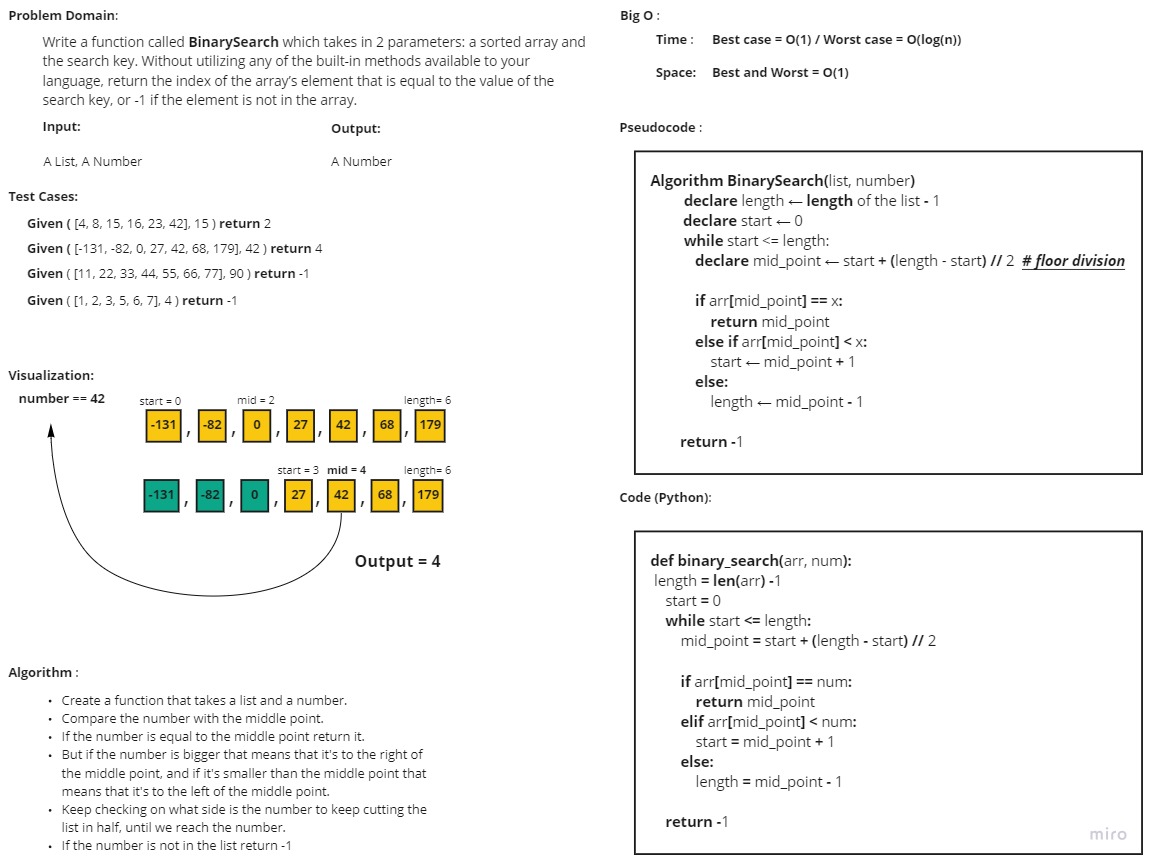 Problem Domain:
Write a function called BinarySearch which takes in 2 parameters: a sorted array and
the search key. Without utilizing any of the built-in methods available to your
language, return the index of the array's element that is equal to the value of the
search key, or -1 if the element is not in the array.
Input:
Output:
A List, A Number
A Number
Test Cases:
Given ( [4, 8, 15, 16, 23, 42], 15 ) return 2
Given ( [-131, -82, 0, 27, 42, 68, 179], 42 ) return 4
Given ( [11, 22, 33, 44, 55, 66, 77], 90 ) return -1
Given ( [1, 2, 3, 5, 6, 7], 4 ) return -1
Visualization:
number == 42
start = 0 mid = 2 length= 6
-131 , -82 , 0 , 27 , 42 , 68 , 179
start = 3 mid = 4 length= 6
-131 , -82 , 0 , 27 , 42 , 68 , 179
Output = 4
Algorithm :
• Create a function that takes a list and a number.
• Compare the number with the middle point.
• If the number is equal to the middle point return it.
• But if the number is bigger that means that it's to the right of
the middle point, and if it's smaller than the middle point that
means that it's to the left of the middle point.
• Keep checking on what side is the number to keep cutting the
list in half, until we reach the number.
• If the number is not in the list return -1
Big O :
Time : Best case = O(1) / Worst case = O(log(n))
Space: Best and Worst = O(1)
Pseudocode :
Algorithm BinarySearch(list, number)
declare length ← length of the list - 1
declare start ← 0
while start <= length:
declare mid_point ← start + (length - start) // 2 # floor division
if arr[mid_point] == x:
return mid_point
else if arr[mid_point] < x:
start ← mid_point + 1
else:
length ← mid_point - 1
return -1
Code (Python):
def binary_search(arr, num):
length = len(arr) -1
start = 0
while start <= length:
mid_point = start + (length - start) // 2
if arr[mid_point] == num:
return mid_point
elif arr[mid_point] < num:
start = mid_point + 1
else:
length = mid_point - 1
return -1
miro